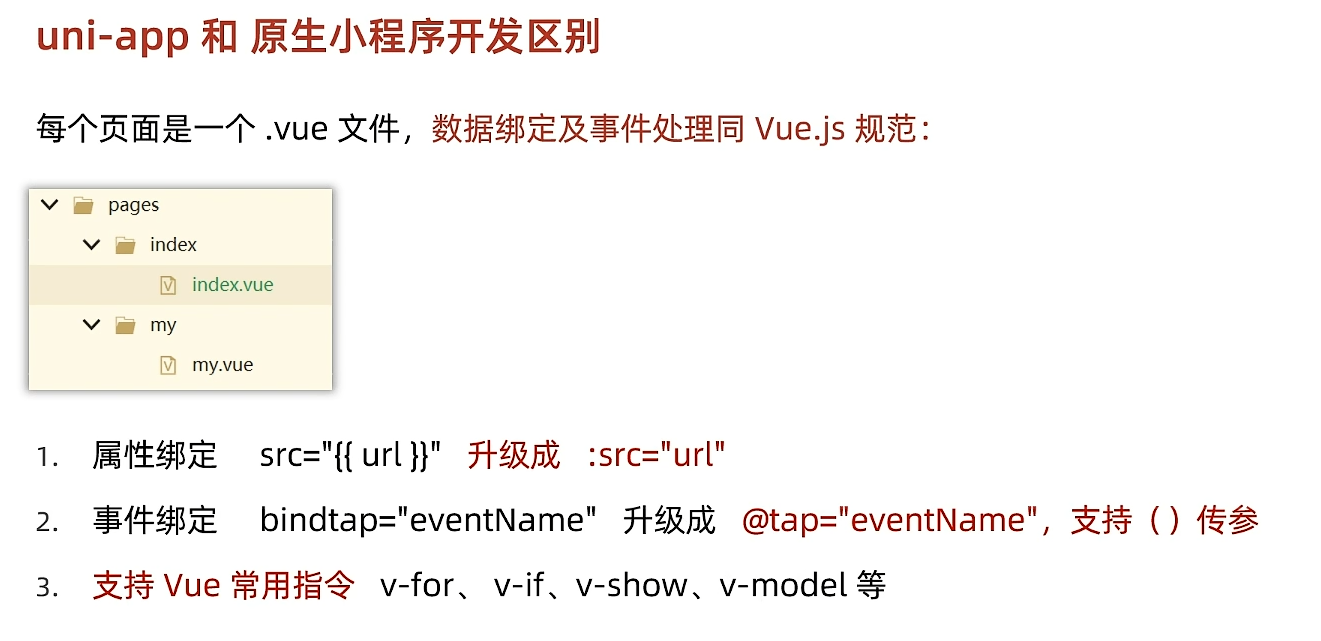 uni-app 和 原生小程序开发区别
每个页面是一个 .vue 文件，数据绑定及事件处理同 Vue.js 规范：
pages
index
index.vue
my
my.vue
1. 属性绑定 src="{{ url }}" 升级成 :src="url"
2. 事件绑定 bindtap="eventName" 升级成 @tap="eventName"，支持（）传参
3. 支持 Vue 常用指令 v-for、v-if、v-show、v-model 等